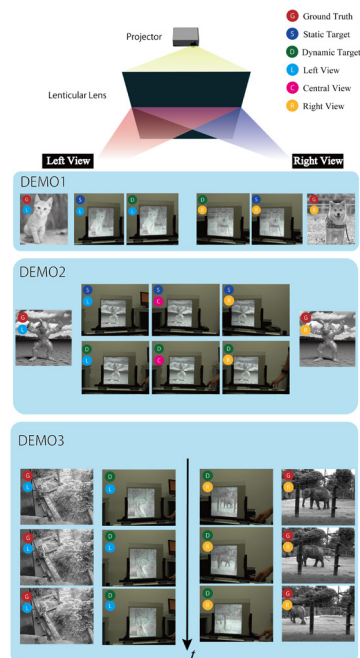 Projector
Lenticular Lens
G Ground Truth
S Static Target
D Dynamic Target
L Left View
C Central View
R Right View
Left View
Right View
DEMO1
G
L
S
L
D
L
D
R
S
R
G
R
DEMO2
G
L
S
L
S
C
S
R
G
R
D
L
D
C
D
R
DEMO3
G
L
D
L
D
R
G
R
G
L
D
L
D
R
G
R
G
L
D
L
D
R
G
R
t